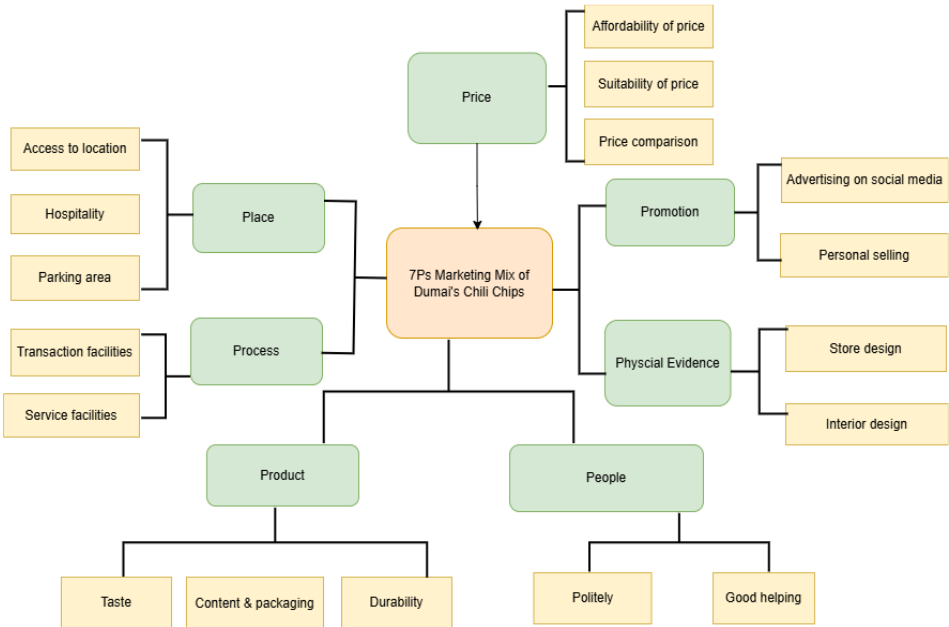 Affordability of price
Price
Suitability of price
Price comparison
Access to location
Hospitality
Place
Parking area
Promotion
Advertising on social media
Personal selling
7Ps Marketing Mix of
Dumai's Chili Chips
Transaction facilities
Process
Service facilities
Physcial Evidence
Store design
Interior design
Product
People
Taste
Content & packaging
Durability
Politely
Good helping